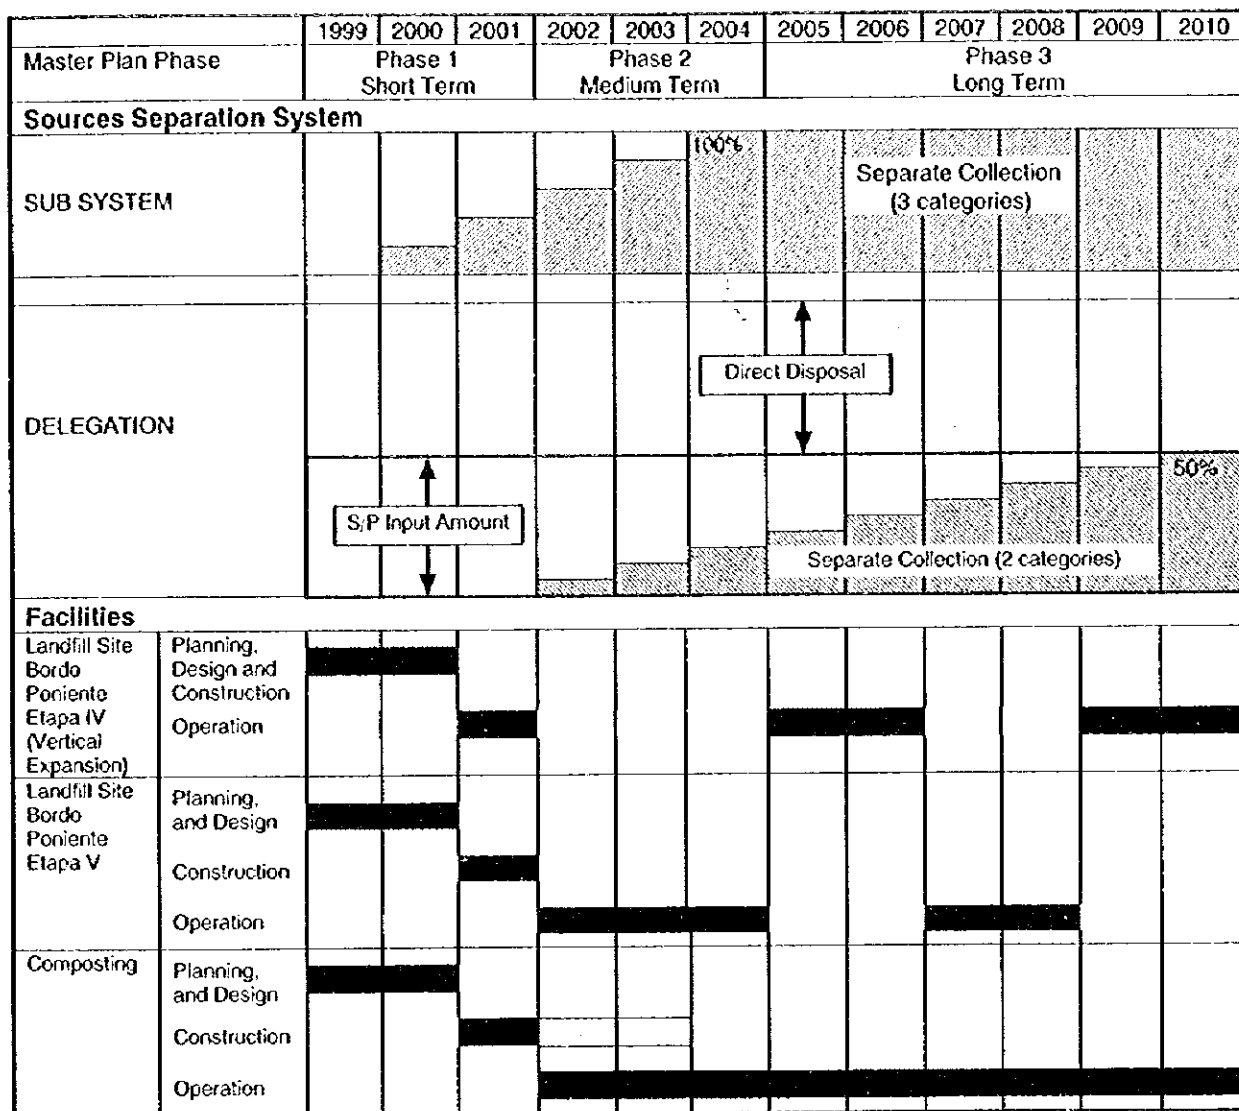 1999 2000 2001 2002 2003 2004 2005 2006 2007 2008 2009 2010
Master Plan Phase
Phase 1
Short Term
Phase 2
Medium Term
Phase 3
Long Term
Sources Separation System
SUB SYSTEM
100%
Separate Collection
(3 categories)
DELEGATION
Direct Disposal
S/P Input Amount
50%
Separate Collection (2 categories)
Facilities
Landfill Site
Bordo
Poniente
Etapa IV
(Vertical
Expansion)
Planning,
Design and
Construction
Operation
Landfill Site
Bordo
Poniente
Etapa V
Planning,
and Design
Construction
Operation
Composting
Planning,
and Design
Construction
Operation